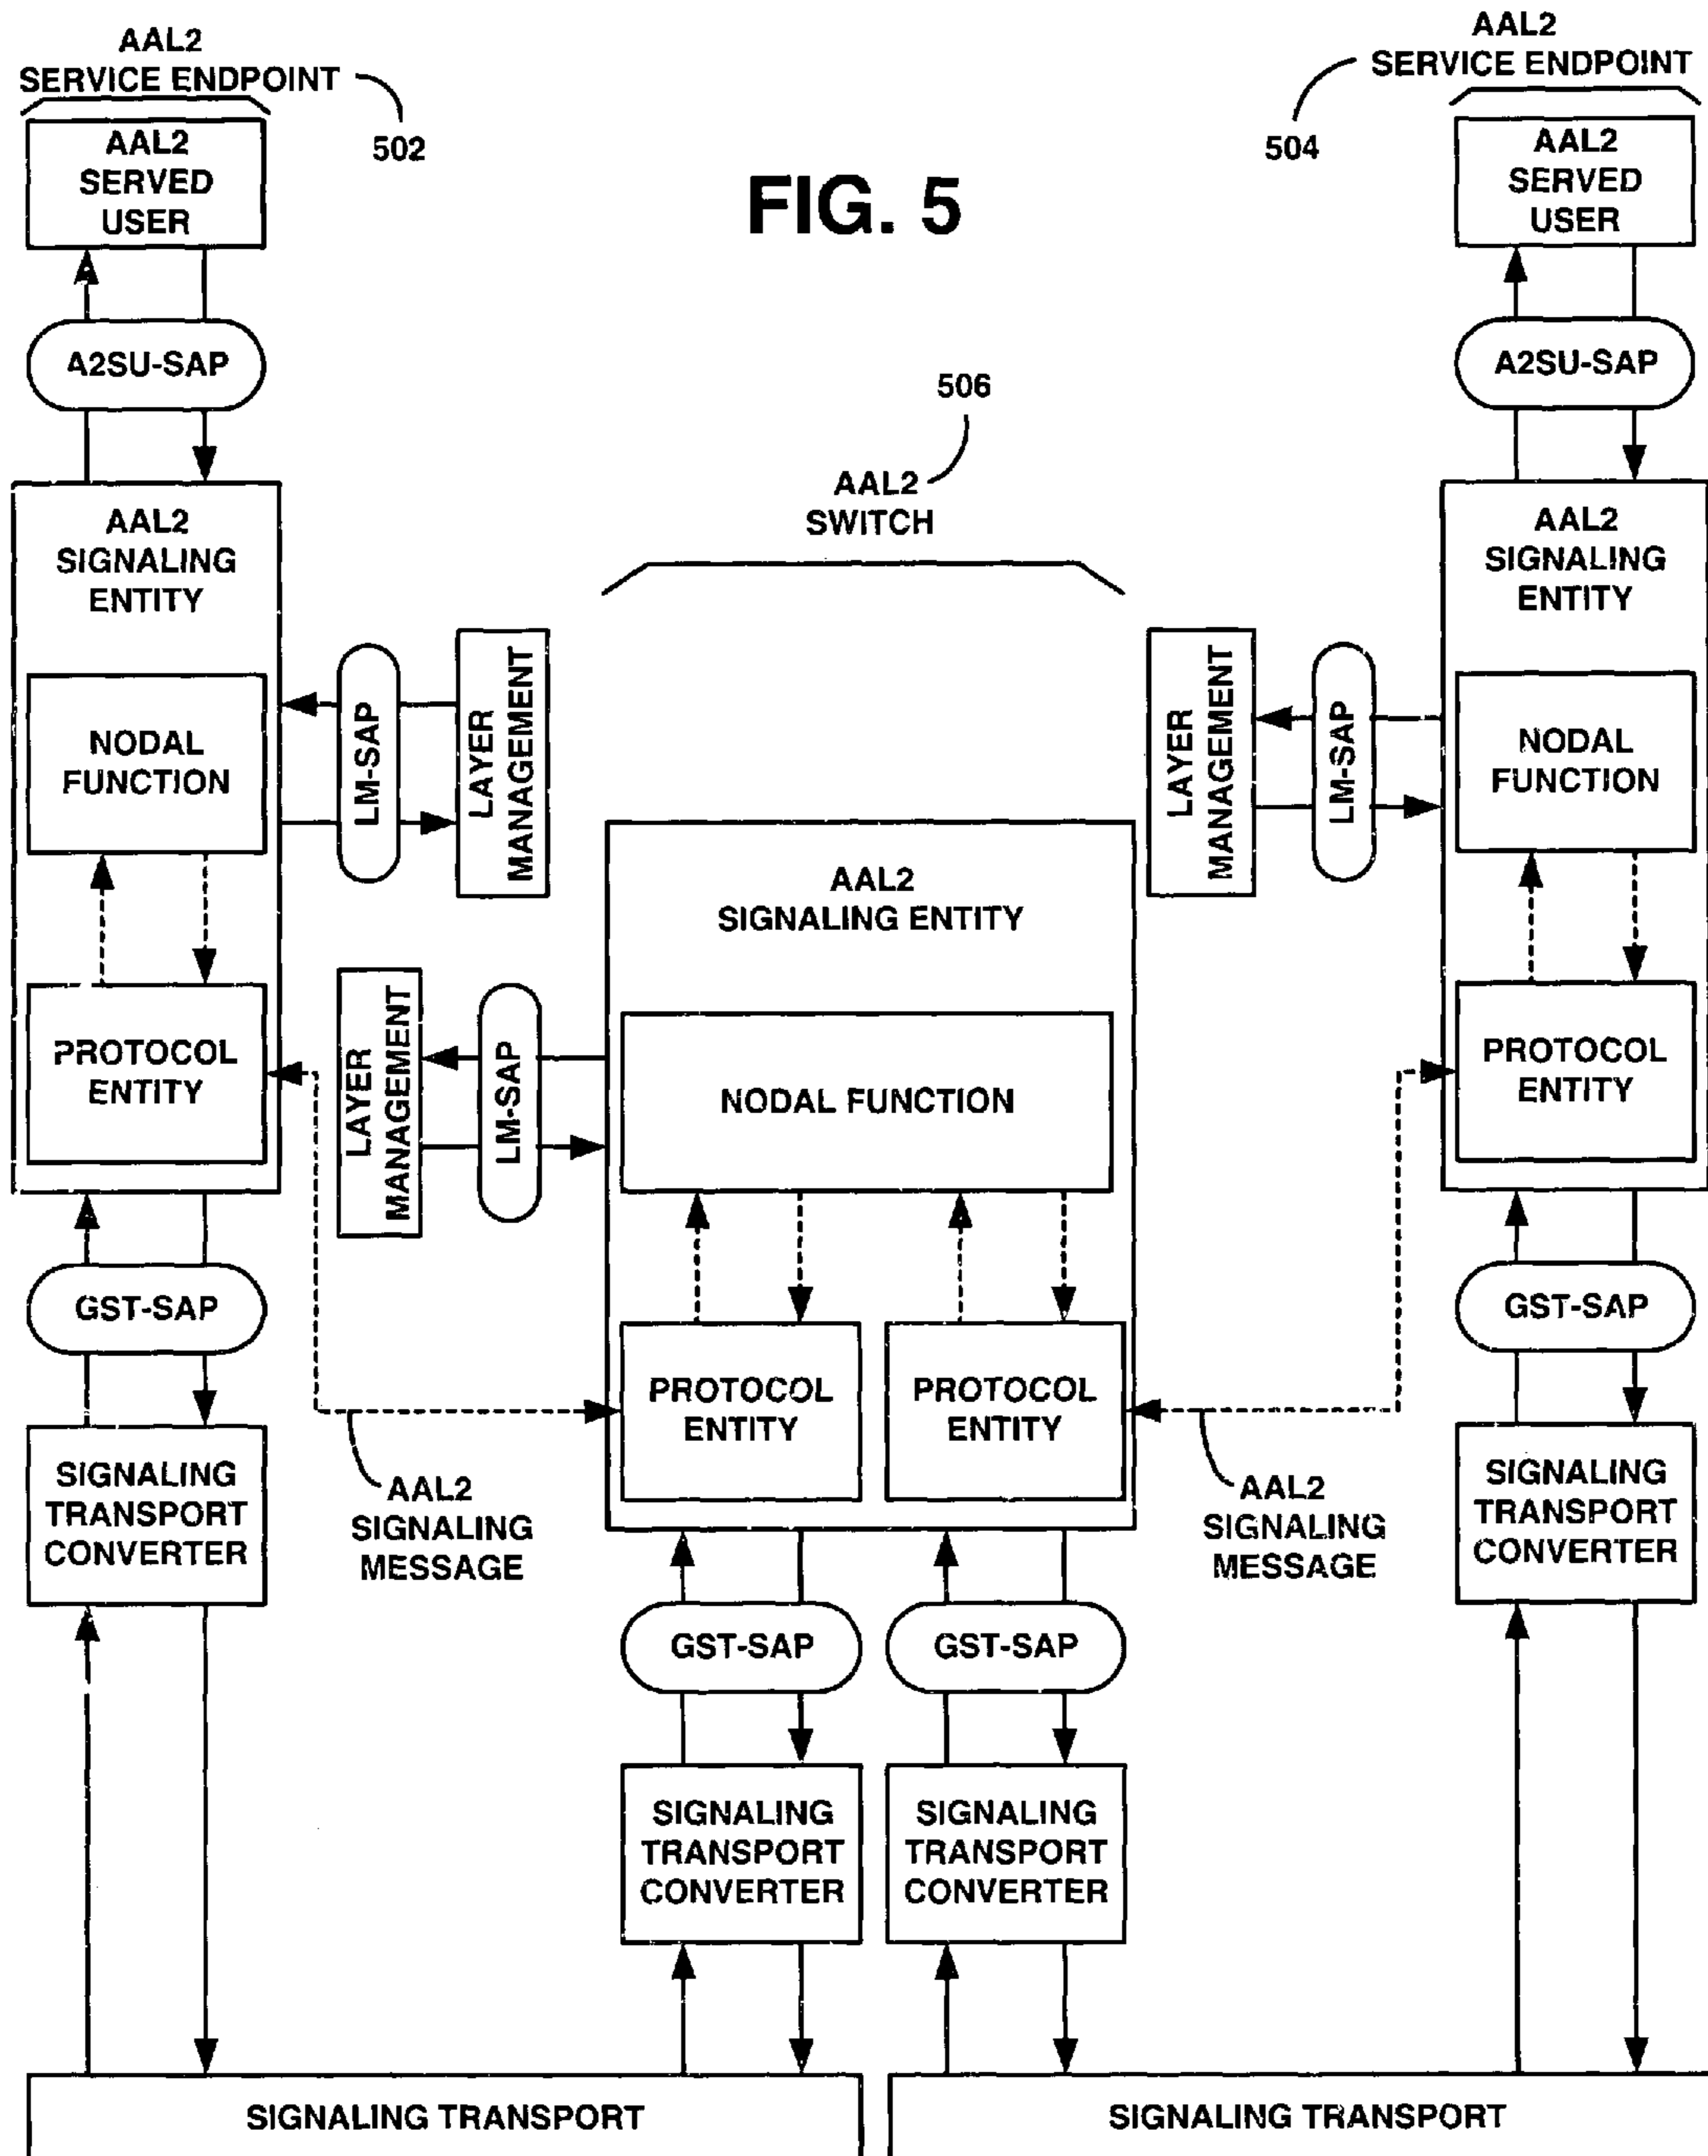 AAL2
SERVICE ENDPOINT
502
AAL2
SERVED
USER
A2SU-SAP
AAL2
SIGNALING
ENTITY
NODAL
FUNCTION
PROTOCOL
ENTITY
LM-SAP
LAYER
MANAGEMENT
GST-SAP
SIGNALING
TRANSPORT
CONVERTER
FIG. 5
506
AAL2
SWITCH
LAYER
MANAGEMENT
LM-SAP
AAL2
SIGNALING ENTITY
NODAL FUNCTION
PROTOCOL
ENTITY
PROTOCOL
ENTITY
AAL2
SIGNALING
MESSAGE
GST-SAP
GST-SAP
SIGNALING
TRANSPORT
CONVERTER
SIGNALING
TRANSPORT
CONVERTER
AAL2
SERVICE ENDPOINT
504
AAL2
SERVED
USER
A2SU-SAP
AAL2
SIGNALING
ENTITY
LAYER
MANAGEMENT
LM-SAP
NODAL
FUNCTION
PROTOCOL
ENTITY
AAL2
SIGNALING
MESSAGE
GST-SAP
SIGNALING
TRANSPORT
CONVERTER
SIGNALING TRANSPORT
SIGNALING TRANSPORT